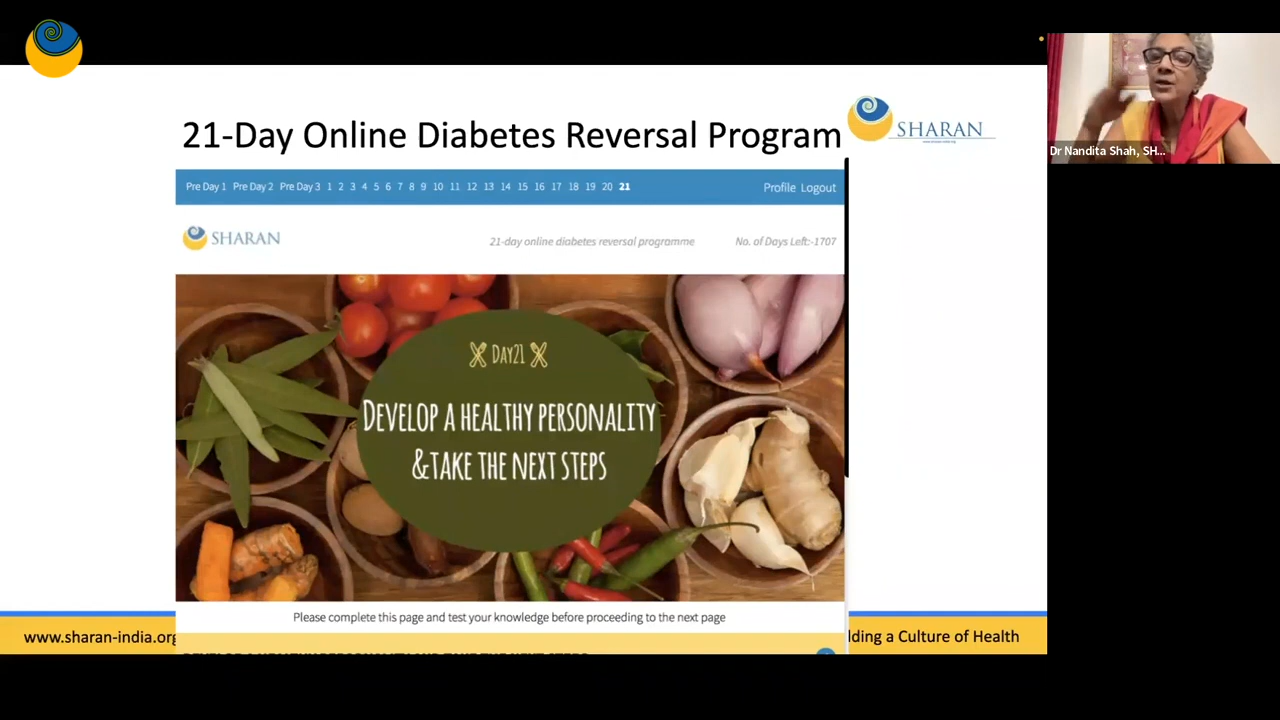 21-Day Online Diabetes Reversal Program
SHARAN
Pre Day 1 Pre Day 2 Pre Day 3 1 2 3 4 5 6 7 8 9 10 11 12 13 14 15 16 17 18 19 20 21
Profile Logout
SHARAN
21-day online diabetes reversal programme
No. of Days Left:-1707
DAY21
DEVELOP A HEALTHY PERSONALITY
&TAKE THE NEXT STEPS
Please complete this page and test your knowledge before proceeding to the next page
www.sharan-india.org
lding a Culture of Health
Dr Nandita Shah, SH...